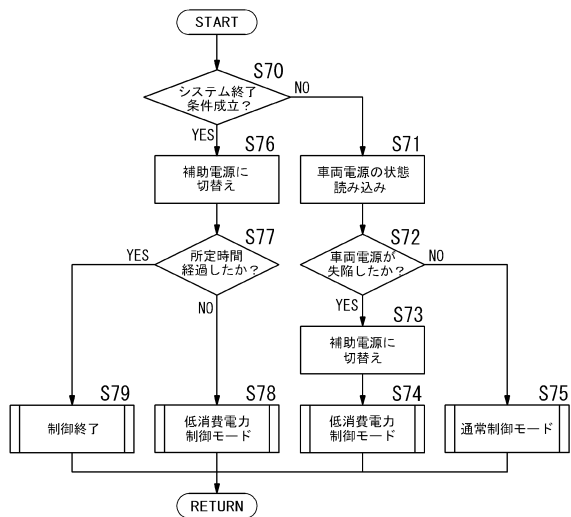 START
S70
システム終了
条件成立？
NO
YES
S76
S71
補助電源に
切替え
車両電源の状態
読み込み
S77
S72
YES
所定時間
経過したか？
車両電源が
失陥したか？
NO
NO
YES
S73
補助電源に
切替え
S79
S78
S74
S75
制御終了
低消費電力
制御モード
低消費電力
制御モード
通常制御モード
RETURN